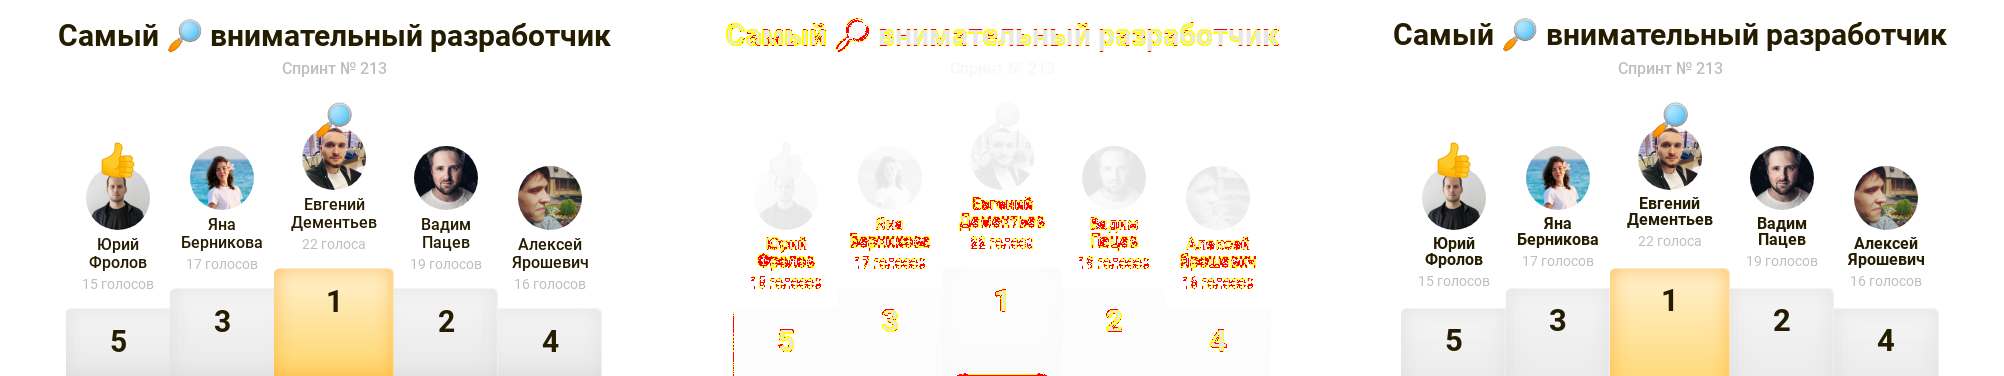 Самый 🔎 внимательный разработчик
Спринт № 213
Евгений
Дементьев
22 голоса
Яна
Берникова
17 голосов
Вадим
Пацев
19 голосов
Юрий
Фролов
15 голосов
Алексей
Ярошевич
16 голосов
1
3
2
5
4
Самый 🔎 внимательный разработчик
Спринт № 213
Евгений
Дементьев
22 голоса
Яна
Берникова
17 голосов
Вадим
Пацев
19 голосов
Юрий
Фролов
15 голосов
Алексей
Ярошевич
16 голосов
1
3
2
5
4
Самый 🔎 внимательный разработчик
Спринт № 213
Евгений
Дементьев
22 голоса
Яна
Берникова
17 голосов
Вадим
Пацев
19 голосов
Юрий
Фролов
15 голосов
Алексей
Ярошевич
16 голосов
1
3
2
5
4